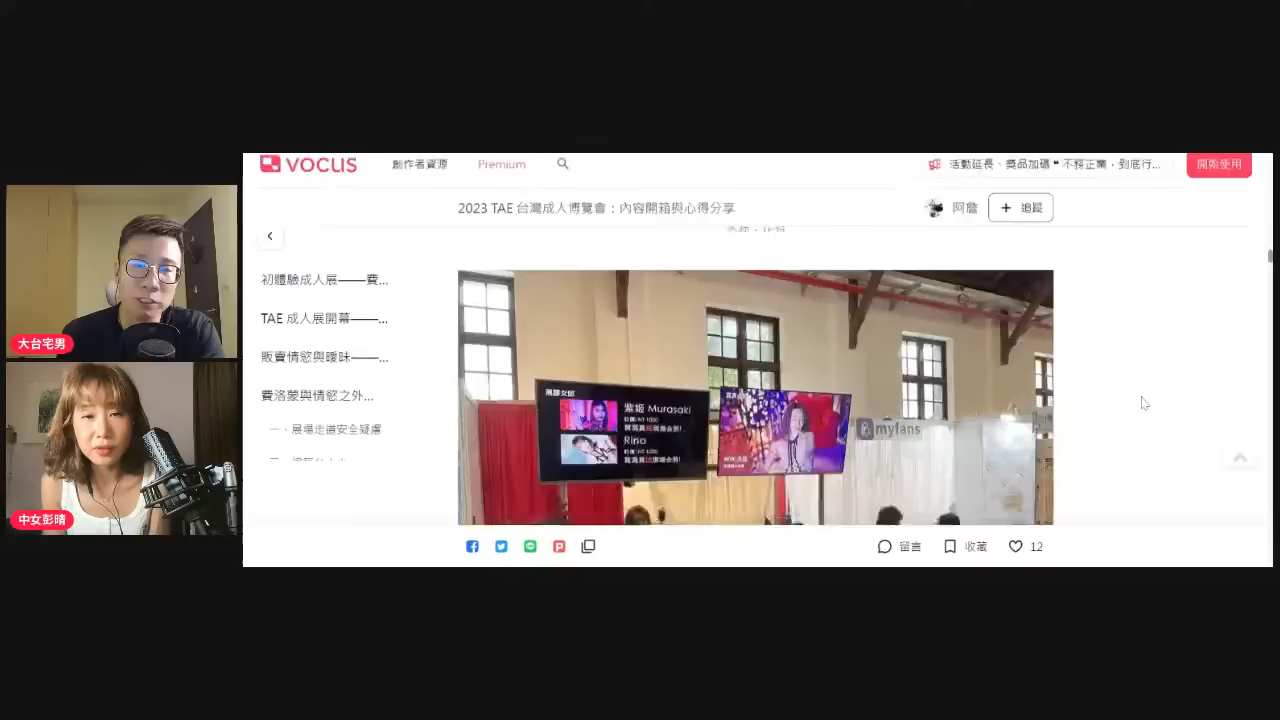 VOCUS 創作者資源 Premium
活動延長、獎品加碼❝不務正業，到底行... 開始使用
2023 TAE 台灣成人博覽會：內容開箱與心得分享
阿詹 + 追蹤
初體驗成人展——費...
TAE 成人展開幕——...
販賣情慾與曖昧——...
費洛蒙與情慾之外...
一、展場走道安全疑慮
紫姬 Murasaki
Rino
myfans
大台宅男
中女彭晴
留言 收藏 12